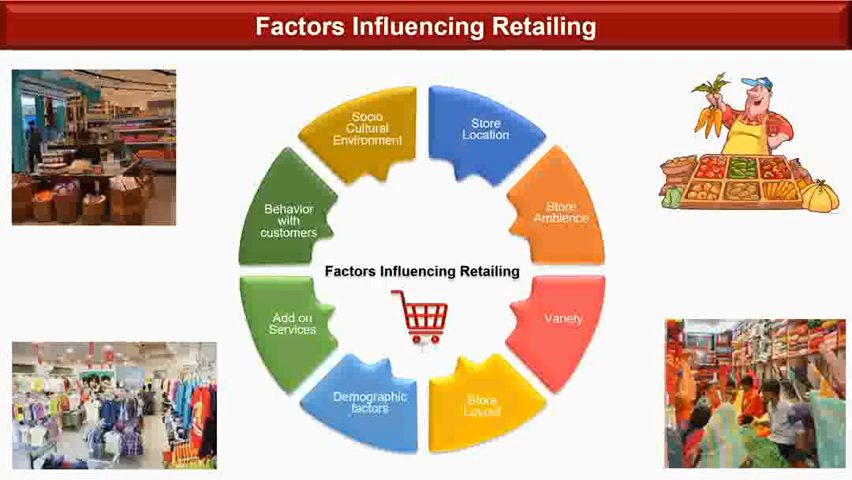 Factors Influencing Retailing
Socio
Cultural
Environment
Store
Location
Behavior
with
customers
Store
Ambience
Factors Influencing Retailing
Add on
Services
Variety
Demographic
factors
Store
Layout